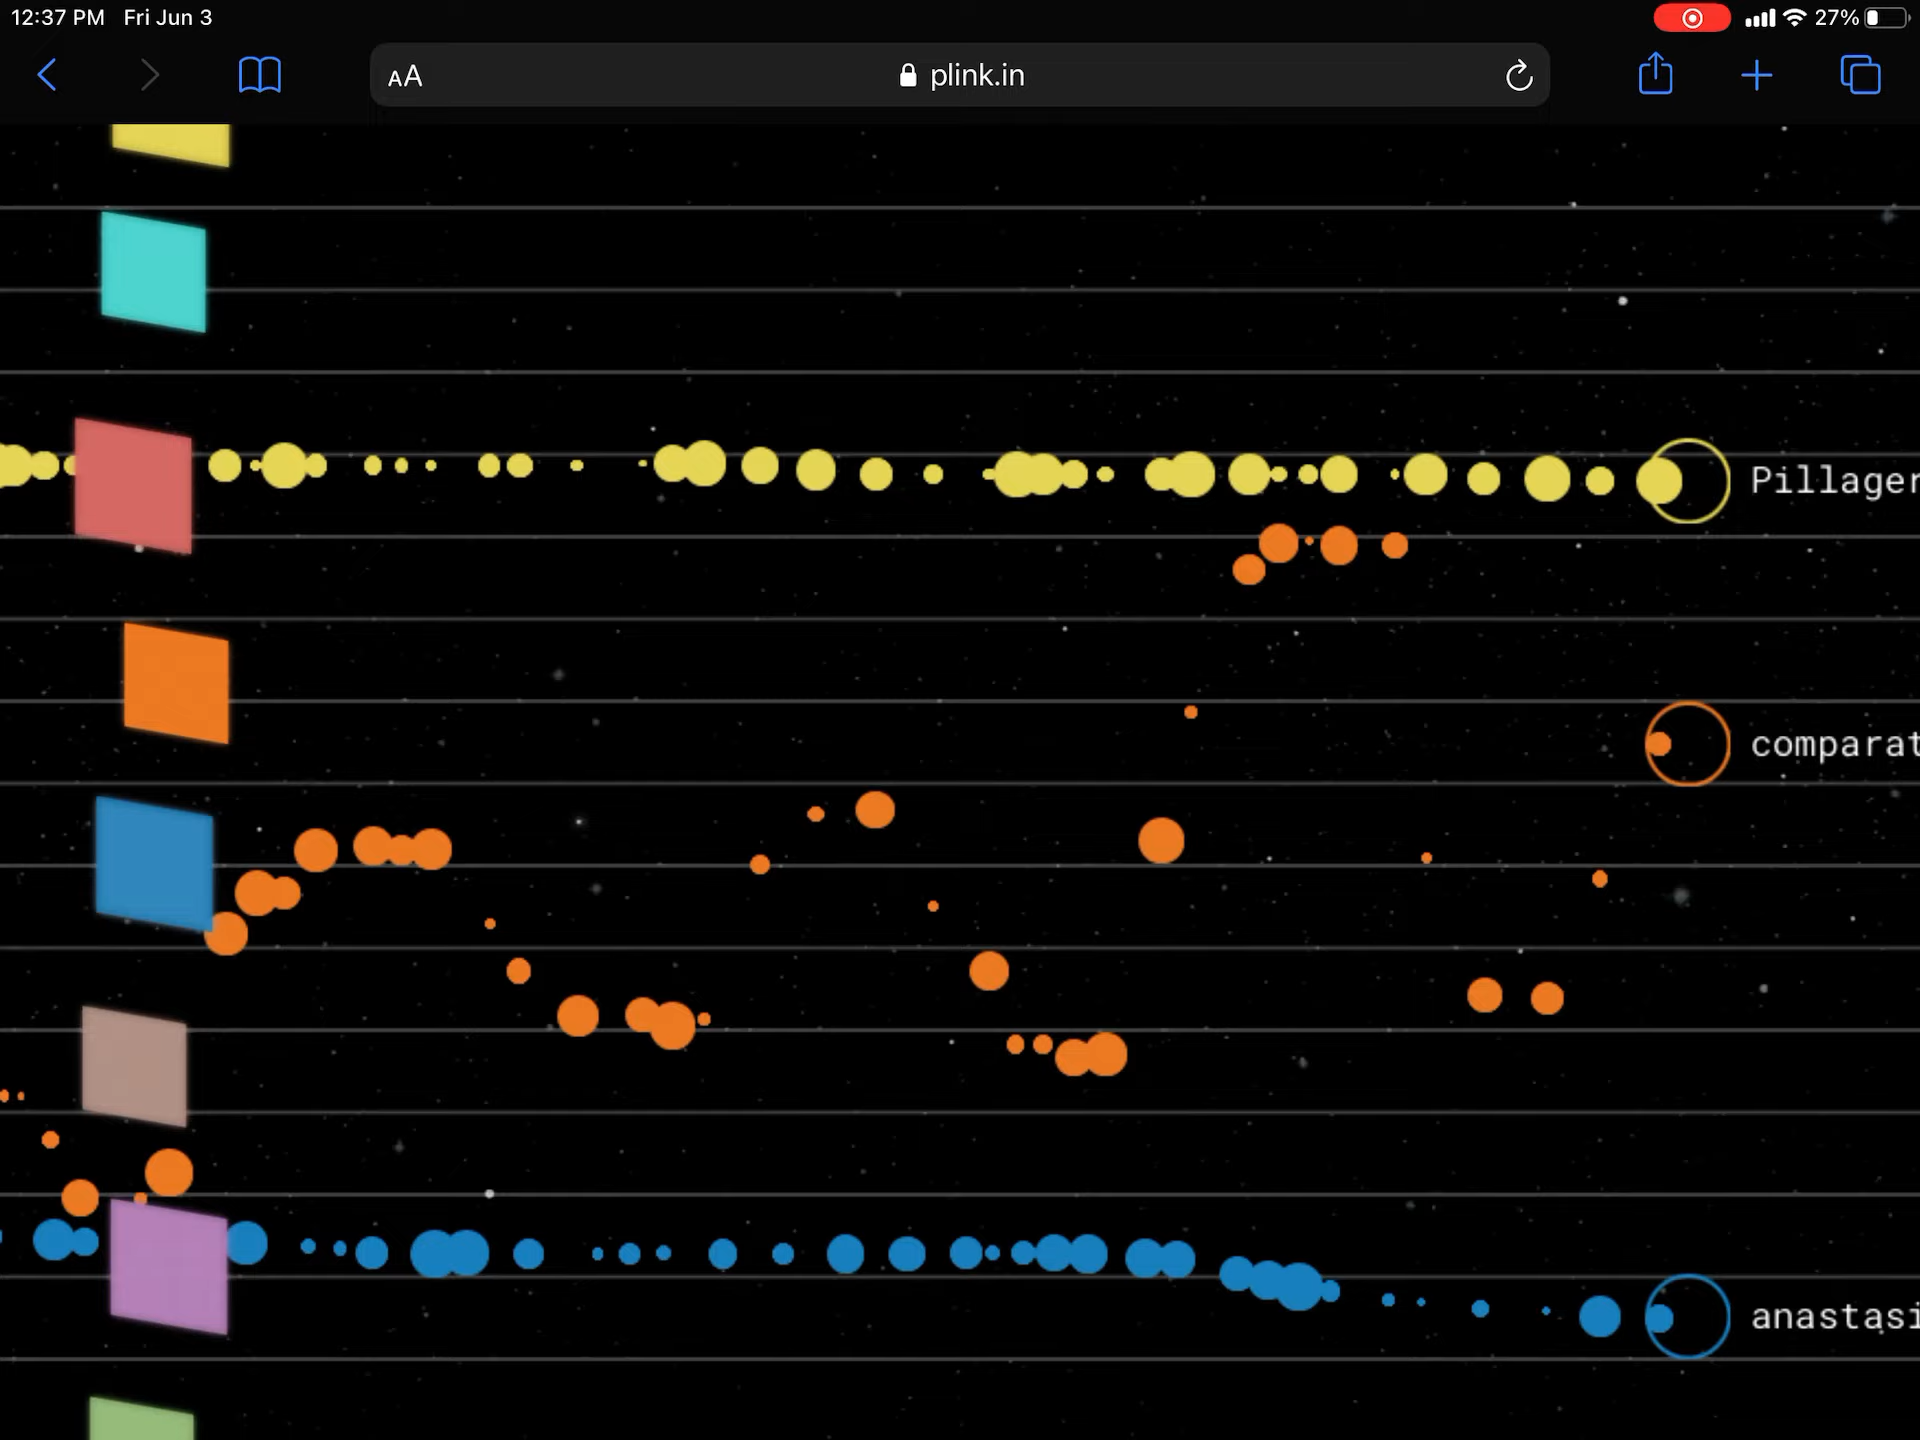 12:37 PM Fri Jun 3
27%
AA
plink.in
Pillager
comparat
anastasi